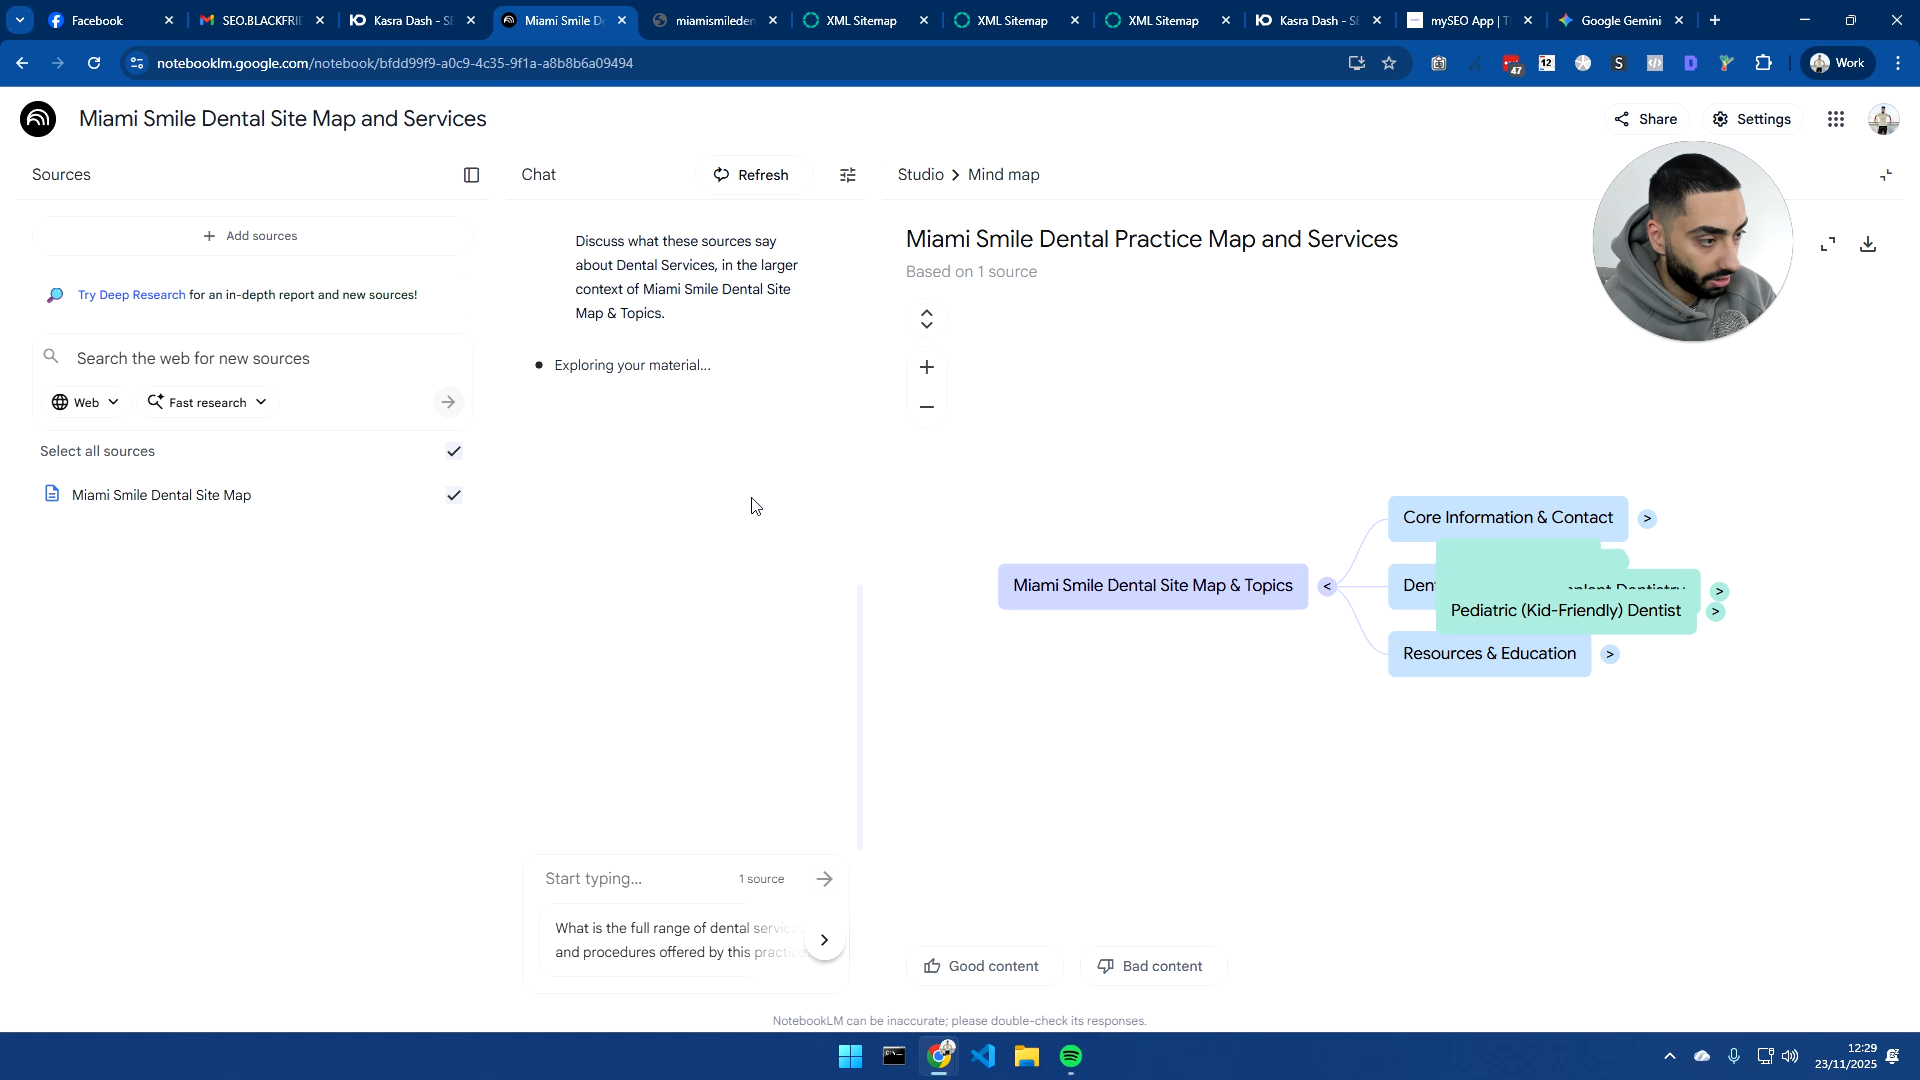 Facebook
SEO.BLACKFRI
Kasra Dash - SE
Miami Smile D
miamismileden
XML Sitemap
XML Sitemap
XML Sitemap
Kasra Dash - SE
mySEO App | T
Google Gemini
notebooklm.google.com/notebook/bfdd99f9-a0c9-4c35-9f1a-a8b8b6a09494
47
12
S
D
Work
Miami Smile Dental Site Map and Services
Share
Settings
Sources
Chat
Refresh
Studio > Mind map
+ Add sources
Try Deep Research for an in-depth report and new sources!
Search the web for new sources
Web
Fast research
Select all sources
Miami Smile Dental Site Map
Discuss what these sources say
about Dental Services, in the larger
context of Miami Smile Dental Site
Map & Topics.
Exploring your material...
Start typing...
1 source
What is the full range of dental services
and procedures offered by this practice
Miami Smile Dental Practice Map and Services
Based on 1 source
Miami Smile Dental Site Map & Topics
<
Core Information & Contact
>
Dent
>
Pediatric (Kid-Friendly) Dentist
>
Resources & Education
>
Good content
Bad content
NotebookLM can be inaccurate; please double-check its responses.
12:29
23/11/2025